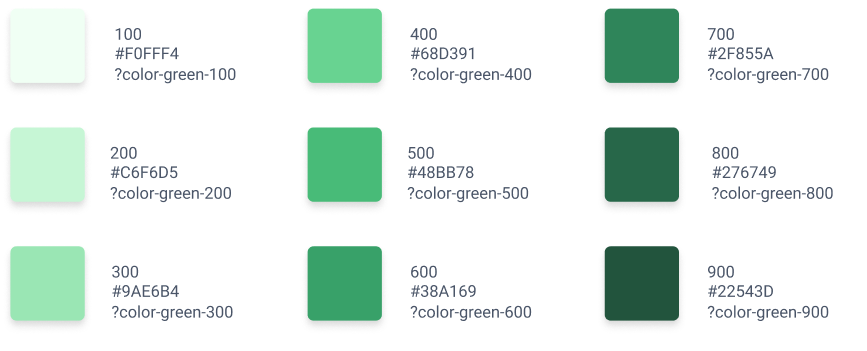 100
#F0FFF4
?color-green-100
200
#C6F6D5
?color-green-200
300
#9AE6B4
?color-green-300
400
#68D391
?color-green-400
500
#48BB78
?color-green-500
600
#38A169
?color-green-600
700
#2F855A
?color-green-700
800
#276749
?color-green-800
900
#22543D
?color-green-900